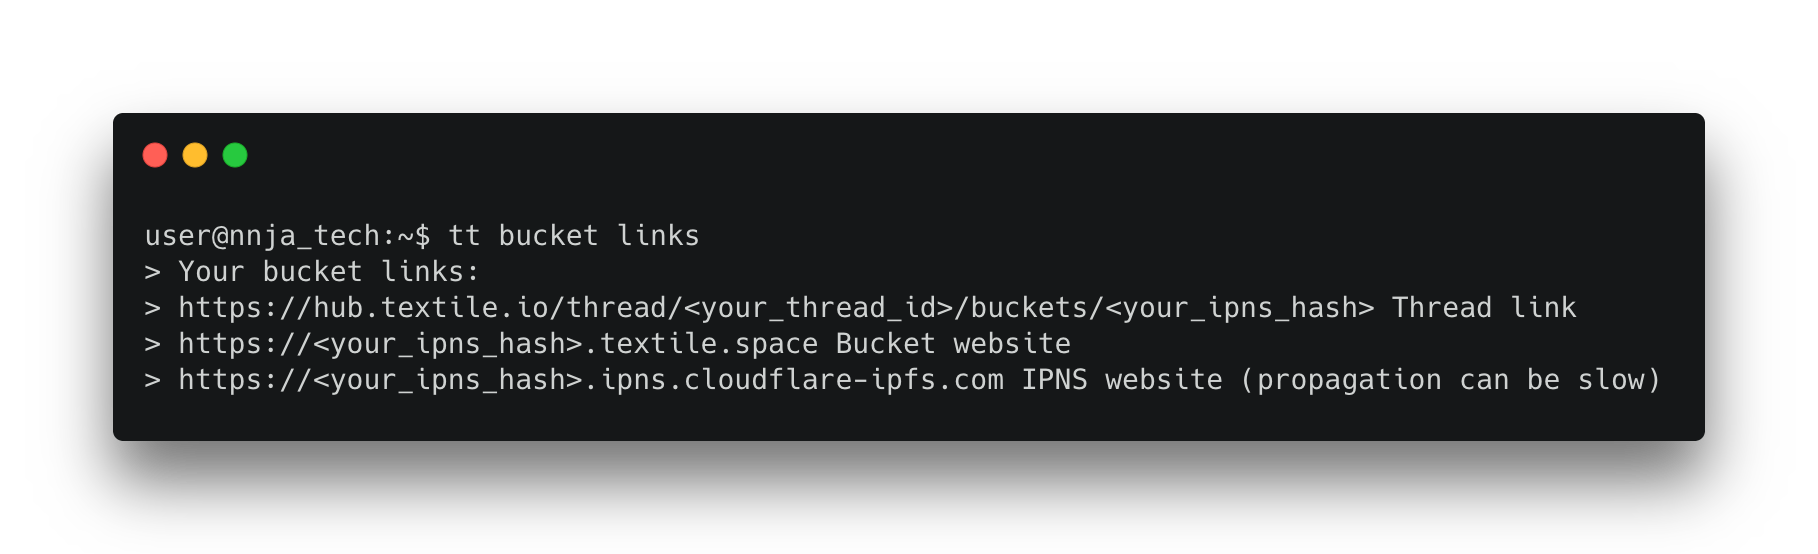 user@nnja_tech:~$ tt bucket links
> Your bucket links:
> https://hub.textile.io/thread/<your_thread_id>/buckets/<your_ipns_hash> Thread link
> https://<your_ipns_hash>.textile.space Bucket website
> https://<your_ipns_hash>.ipns.cloudflare-ipfs.com IPNS website (propagation can be slow)